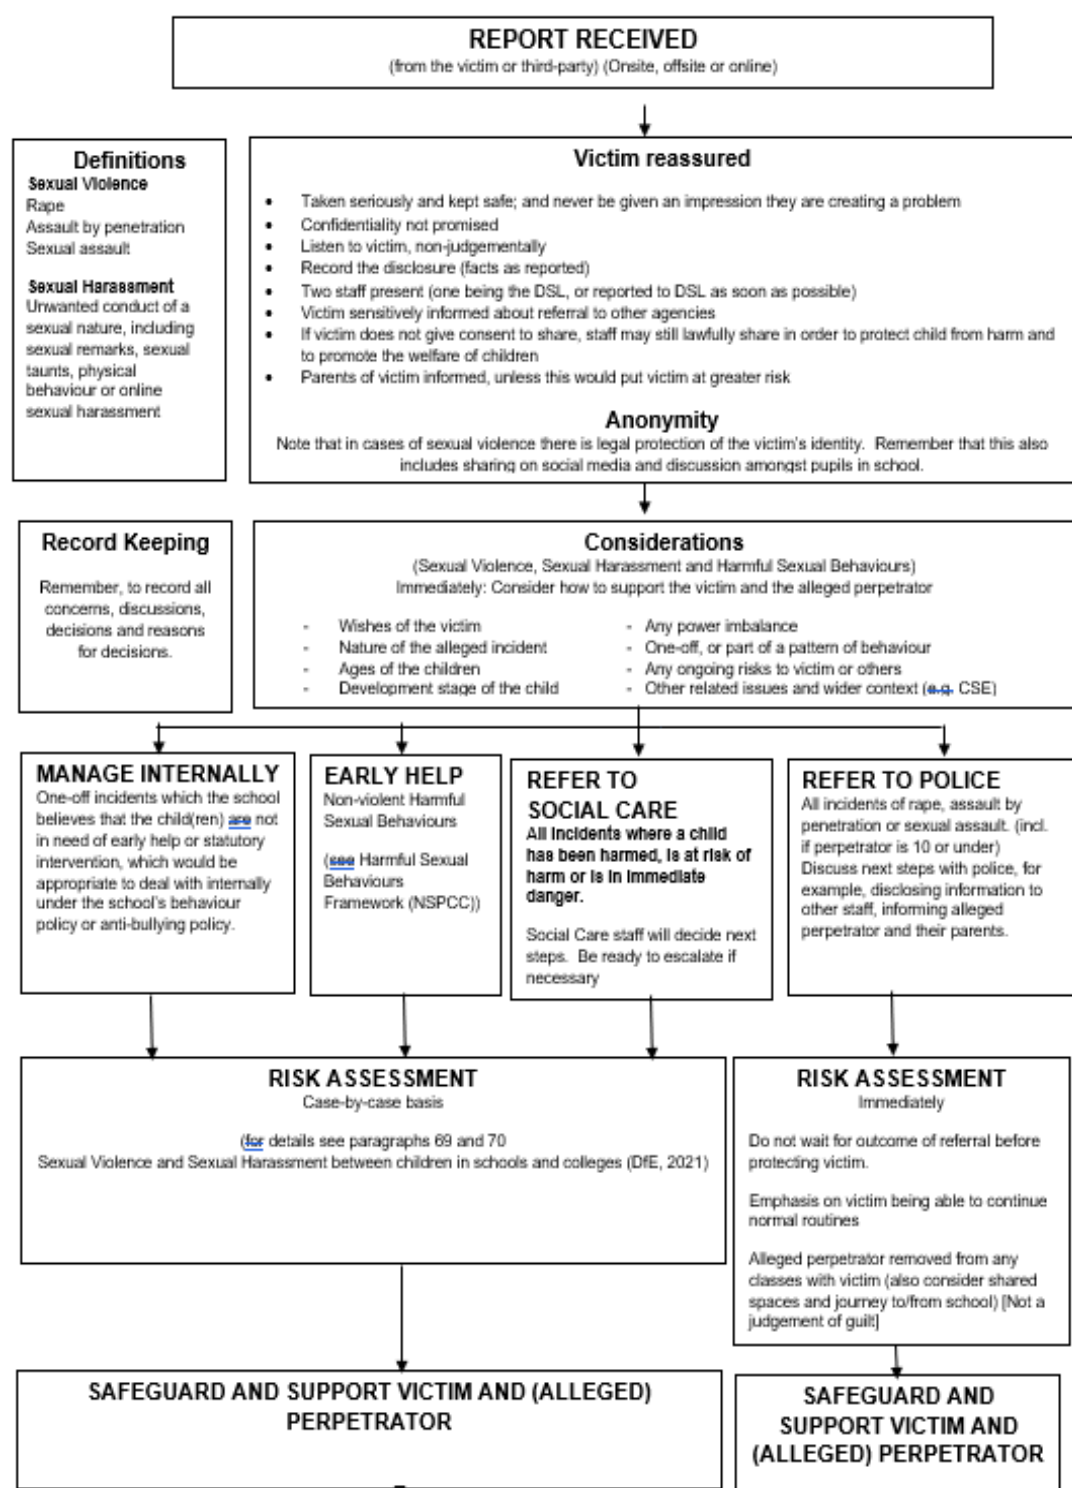 REPORT RECEIVED
(from the victim or third-party) (Onsite, offsite or online)
Definitions
Sexual Violence
Rape
Assault by penetration
Sexual assault
Sexual Harassment
Unwanted conduct of a
sexual nature, including
sexual remarks, sexual
taunts, physical
behaviour or online
sexual harassment
Victim reassured
• Taken seriously and kept safe; and never be given an impression they are creating a problem
• Confidentiality not promised
• Listen to victim, non-judgementally
• Record the disclosure (facts as reported)
• Two staff present (one being the DSL, or reported to DSL as soon as possible)
• Victim sensitively informed about referral to other agencies
• If victim does not give consent to share, staff may still lawfully share in order to protect child from harm and
to promote the welfare of children
• Parents of victim informed, unless this would put victim at greater risk
Anonymity
Note that in cases of sexual violence there is legal protection of the victim's identity. Remember that this also
includes sharing on social media and discussion amongst pupils in school.
Record Keeping
Remember, to record all
concerns, discussions,
decisions and reasons
for decisions.
Considerations
(Sexual Violence, Sexual Harassment and Harmful Sexual Behaviours)
Immediately: Consider how to support the victim and the alleged perpetrator
- Wishes of the victim
- Nature of the alleged incident
- Ages of the children
- Development stage of the child
- Any power imbalance
- One-off, or part of a pattern of behaviour
- Any ongoing risks to victim or others
- Other related issues and wider context (e.g. CSE)
MANAGE INTERNALLY
One-off incidents which the school
believes that the child(ren) are not
in need of early help or statutory
intervention, which would be
appropriate to deal with internally
under the school's behaviour
policy or anti-bullying policy.
EARLY HELP
Non-violent Harmful
Sexual Behaviours
(see Harmful Sexual
Behaviours
Framework (NSPCC))
REFER TO
SOCIAL CARE
All incidents where a child
has been harmed, is at risk of
harm or is in immediate
danger.
Social Care staff will decide next
steps. Be ready to escalate if
necessary
REFER TO POLICE
All incidents of rape, assault by
penetration or sexual assault. (incl.
if perpetrator is 10 or under)
Discuss next steps with police, for
example, disclosing information to
other staff, informing alleged
perpetrator and their parents.
RISK ASSESSMENT
Case-by-case basis
(for details see paragraphs 69 and 70
Sexual Violence and Sexual Harassment between children in schools and colleges (DfE, 2021)
RISK ASSESSMENT
Immediately
Do not wait for outcome of referral before
protecting victim.
Emphasis on victim being able to continue
normal routines
Alleged perpetrator removed from any
classes with victim (also consider shared
spaces and journey to/from school) [Not a
judgement of guilt]
SAFEGUARD AND SUPPORT VICTIM AND (ALLEGED)
PERPETRATOR
SAFEGUARD AND
SUPPORT VICTIM AND
(ALLEGED) PERPETRATOR